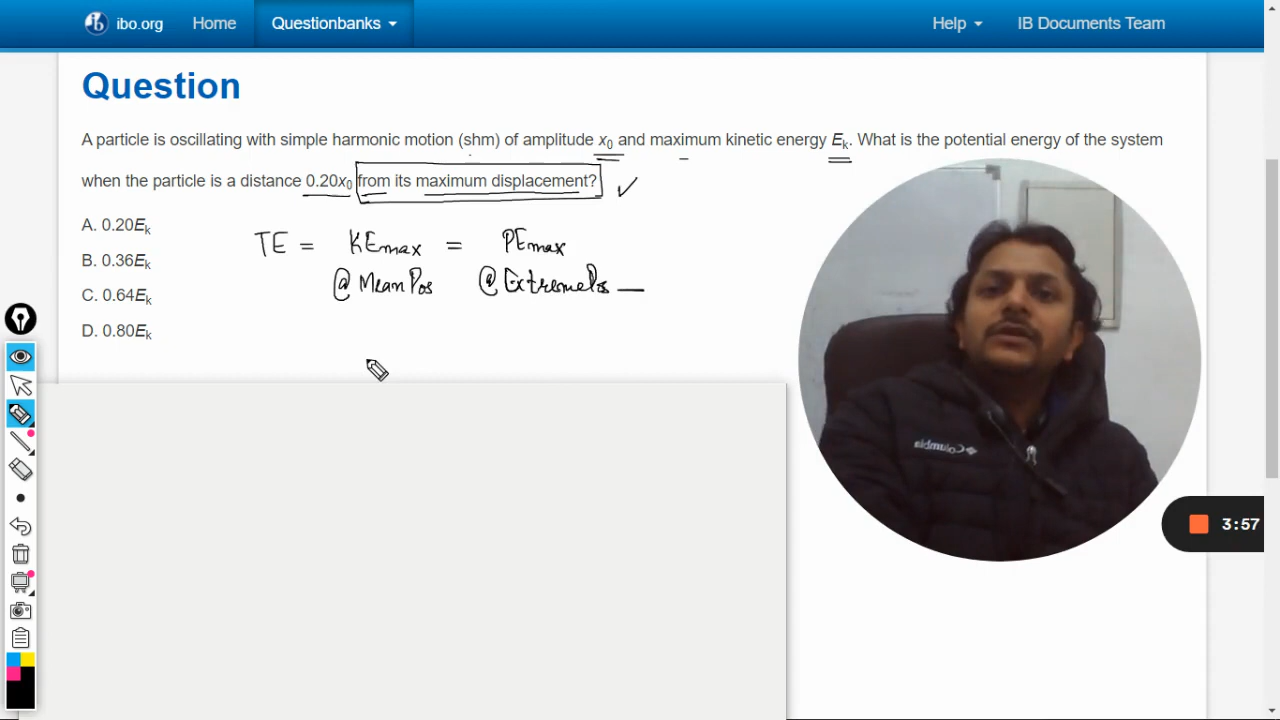 ibo.org Home Questionbanks Help IB Documents Team
Question
A particle is oscillating with simple harmonic motion (shm) of amplitude x₀ and maximum kinetic energy Eₖ. What is the potential energy of the system
when the particle is a distance 0.20x₀ from its maximum displacement?
A. 0.20Eₖ
B. 0.36Eₖ
C. 0.64Eₖ
D. 0.80Eₖ
TE = KEmax = PEmax
@ MeanPos @ ExtremePos
Columbia
3:57